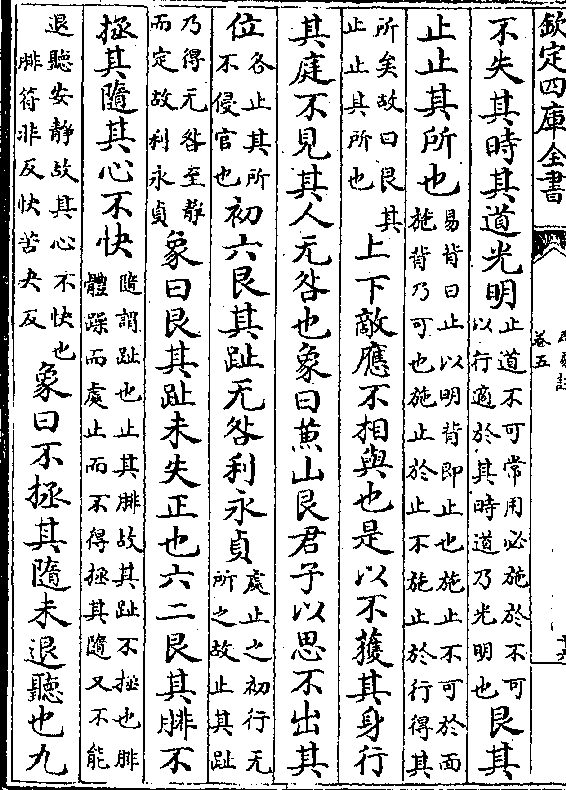 欽定四庫全書
卷五
不失其時其道光明止道不可常用必施於不可以行適於其時道乃光明也艮其
止止其所也易背曰止以明背即止也施止不可於面施背乃可也施止於止不施止於行得其
所矣故曰艮其止止其所也上下敵應不相與也是以不獲其身行
其庭不見其人无咎也象曰兼山艮君子以思不出其
位各止其所不侵官也初六艮其趾无咎利永貞處止之初行无所之故止其趾
乃得无咎至静而定故利永貞象曰艮其趾未失正也六二艮其腓不
拯其隨其心不快隨謂趾也止其腓故其趾不拯也腓體躁而處止而不得拯其隨又不能
退聽安静故其心不快也腓符非反快苦夬反象曰不拯其隨未退聽也九